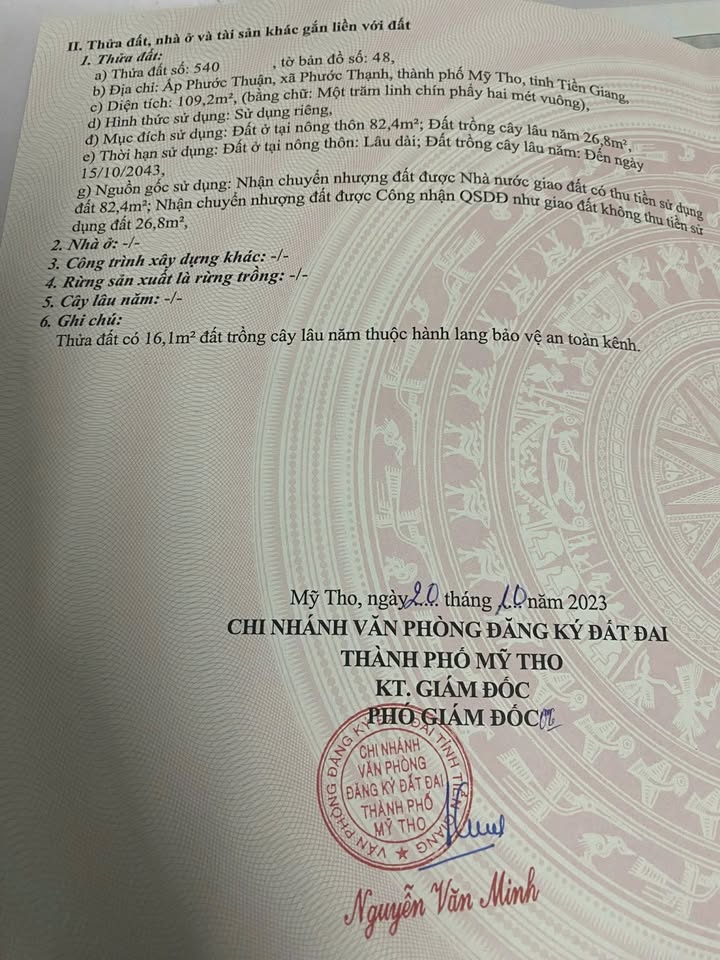 II. Thửa đất, nhà ở và tài sản khác gắn liền với đất
1. Thửa đất:
a) Thửa đất số: 540 , tờ bản đồ số: 48,
b) Địa chỉ: Ấp Phước Thuận, xã Phước Thạnh, thành phố Mỹ Tho, tỉnh Tiền Giang,
c) Diện tích: 109,2m², (bằng chữ: Một trăm linh chín phẩy hai mét vuông),
d) Hình thức sử dụng: Sử dụng riêng,
đ) Mục đích sử dụng: Đất ở tại nông thôn 82,4m²; Đất trồng cây lâu năm 26,8m²,
e) Thời hạn sử dụng: Đất ở tại nông thôn: Lâu dài; Đất trồng cây lâu năm: Đến ngày
15/10/2043,
g) Nguồn gốc sử dụng: Nhận chuyển nhượng đất được Nhà nước giao đất có thu tiền sử dụng
đất 82,4m²; Nhận chuyển nhượng đất được Công nhận QSDĐ như giao đất không thu tiền sử
dụng đất 26,8m²,
2. Nhà ở: -/-
3. Công trình xây dựng khác: -/-
4. Rừng sản xuất là rừng trồng: -/-
5. Cây lâu năm: -/-
6. Ghi chú:
Thửa đất có 16,1m² đất trồng cây lâu năm thuộc hành lang bảo vệ an toàn kênh.
Mỹ Tho, ngày 20 tháng 10 năm 2023
CHI NHÁNH VĂN PHÒNG ĐĂNG KÝ ĐẤT ĐAI
THÀNH PHỐ MỸ THO
KT. GIÁM ĐỐC
PHÓ GIÁM ĐỐC
VĂN PHÒNG ĐĂNG KÝ ĐẤT ĐAI TỈNH TIỀN GIANG
CHI NHÁNH
VĂN PHÒNG
ĐĂNG KÝ ĐẤT ĐAI
THÀNH PHỐ
MỸ THO
Nguyễn Văn Minh